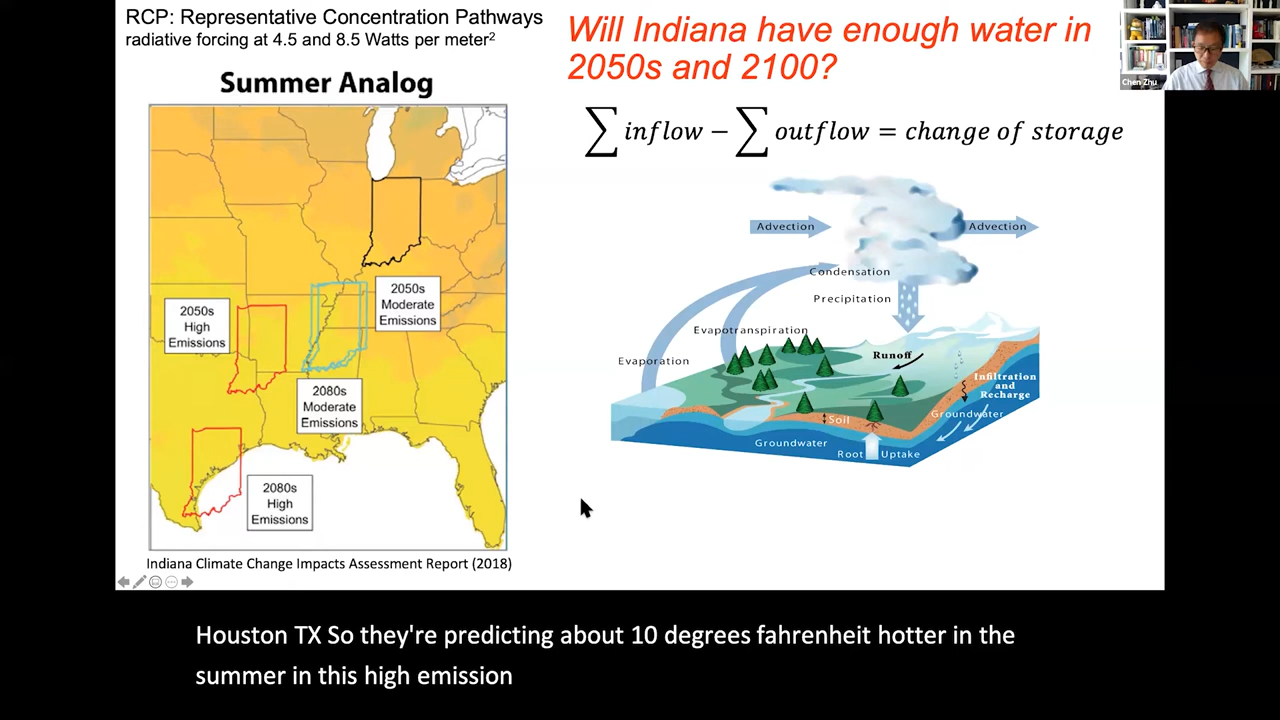 RCP: Representative Concentration Pathways
radiative forcing at 4.5 and 8.5 Watts per meter²
Will Indiana have enough water in
2050s and 2100?
Chen Zhu
Summer Analog
∑ inflow − ∑ outflow = change of storage
2050s
High
Emissions
2050s
Moderate
Emissions
2080s
Moderate
Emissions
2080s
High
Emissions
Advection
Advection
Condensation
Precipitation
Evapotranspiration
Evaporation
Runoff
Infiltration
and
Recharge
Soil
Groundwater
Groundwater
Root Uptake
Indiana Climate Change Impacts Assessment Report (2018)
Houston TX So they're predicting about 10 degrees fahrenheit hotter in the
summer in this high emission